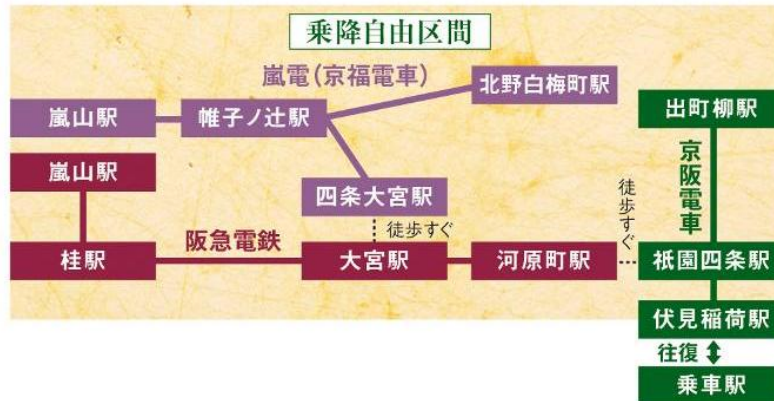 乗降自由区間
嵐電(京福電車)
北野白梅町駅
嵐山駅
帷子ノ辻駅
出町柳駅
嵐山駅
四条大宮駅
京阪電車
徒歩すぐ
徒歩すぐ
阪急電鉄
桂駅
大宮駅
河原町駅
祇園四条駅
伏見稲荷駅
往復
乗車駅